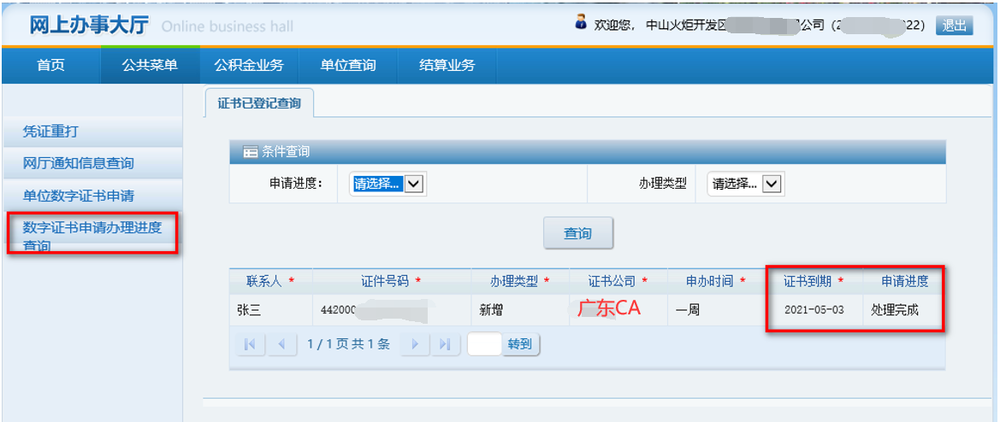 网上办事大厅 Online business hall 欢迎您, 中山火炬开发区 公司 (2 22) 退出
首页 公共菜单 公积金业务 单位查询 结算业务
证书已登记查询
凭证重打
网厅通知信息查询
单位数字证书申请
数字证书申请办理进度
查询
条件查询
申请进度: 请选择... 办理类型 请选择...
查询
联系人 * 证件号码 * 办理类型 * 证书公司 * 申办时间 * 证书到期 * 申请进度
张三 442000 新增 广东CA 一周 2021-05-03 处理完成
1 / 1 页 共 1 条 转到